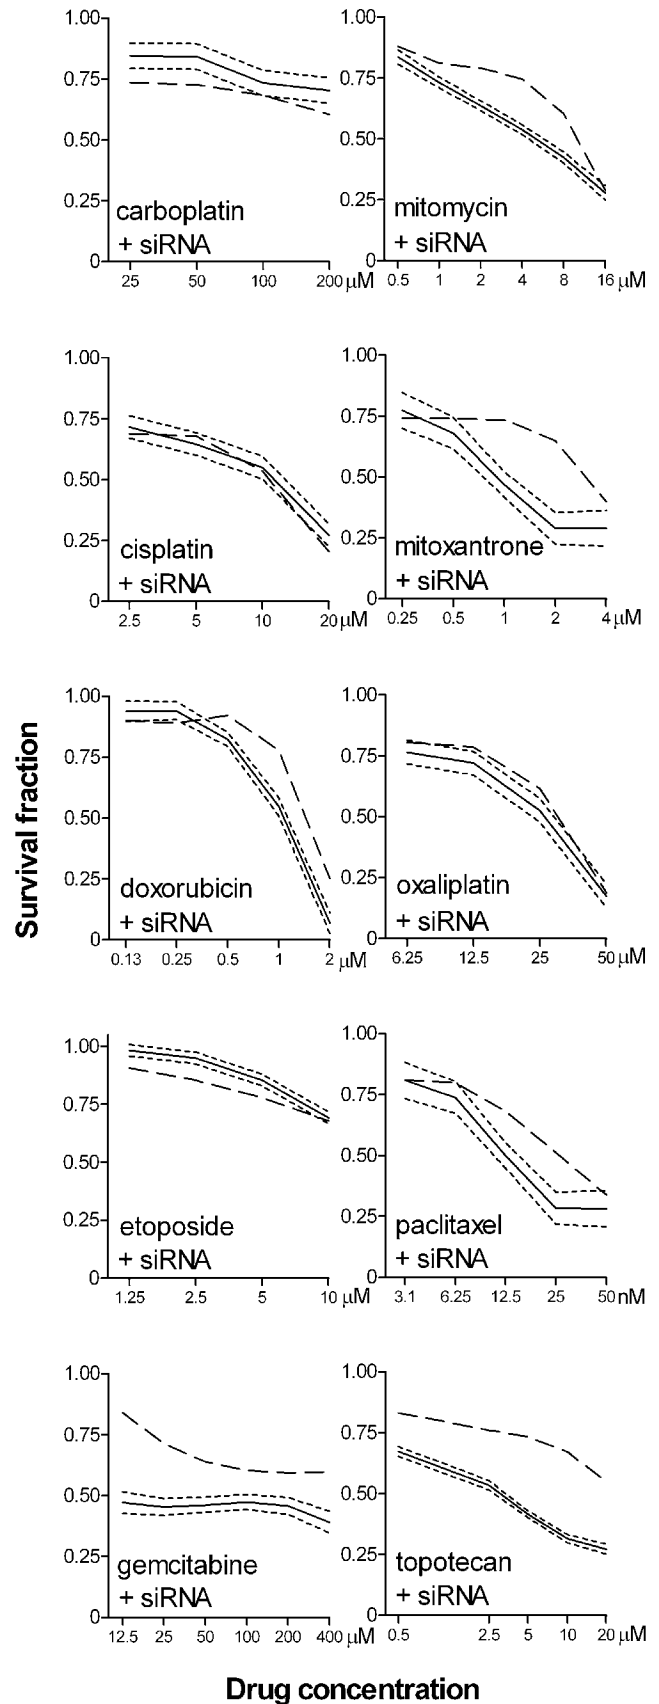 1.00
0.75
0.50
0.25
0
carboplatin
+ siRNA
25 50 100 200 μM
1.00
0.75
0.50
0.25
0
mitomycin
+ siRNA
0.5 1 2 4 8 16 μM
1.00
0.75
0.50
0.25
0
cisplatin
+ siRNA
2.5 5 10 20 μM
1.00
0.75
0.50
0.25
0
mitoxantrone
+ siRNA
0.25 0.5 1 2 4 μM
Survival fraction
1.00
0.75
0.50
0.25
0
doxorubicin
+ siRNA
0.13 0.25 0.5 1 2 μM
1.00
0.75
0.50
0.25
0
oxaliplatin
+ siRNA
6.25 12.5 25 50 μM
1.00
0.75
0.50
0.25
0
etoposide
+ siRNA
1.25 2.5 5 10 μM
1.00
0.75
0.50
0.25
0
paclitaxel
+ siRNA
3.1 6.25 12.5 25 50 nM
1.00
0.75
0.50
0.25
0
gemcitabine
+ siRNA
12.5 25 50 100 200 400 μM
1.00
0.75
0.50
0.25
0
topotecan
+ siRNA
0.5 2.5 5 10 20 μM
Drug concentration